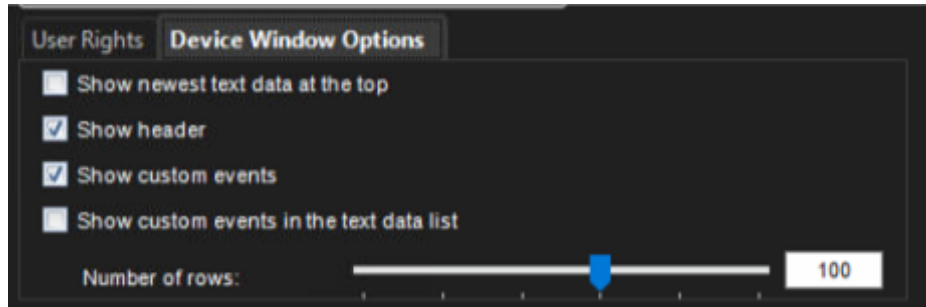 User Rights Device Window Options
Show newest text data at the top
Show header
Show custom events
Show custom events in the text data list
Number of rows: 100